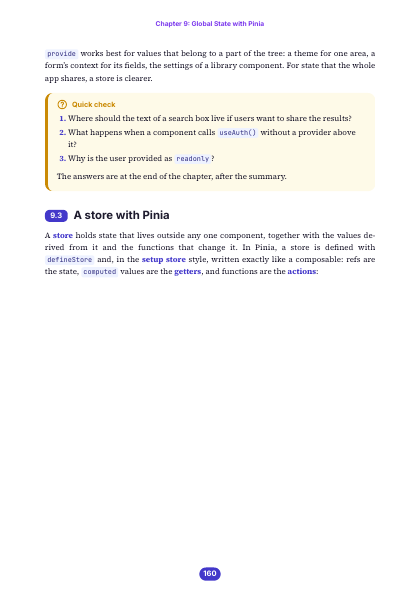 Chapter 9: Global State with Pinia
provide works best for values that belong to a part of the tree: a theme for one area, a
form's context for its fields, the settings of a library component. For state that the whole
app shares, a store is clearer.
Quick check
1. Where should the text of a search box live if users want to share the results?
2. What happens when a component calls useAuth() without a provider above
it?
3. Why is the user provided as readonly?
The answers are at the end of the chapter, after the summary.
9.3 A store with Pinia
A store holds state that lives outside any one component, together with the values de-
rived from it and the functions that change it. In Pinia, a store is defined with
defineStore and, in the setup store style, written exactly like a composable: refs are
the state, computed values are the getters, and functions are the actions:
160